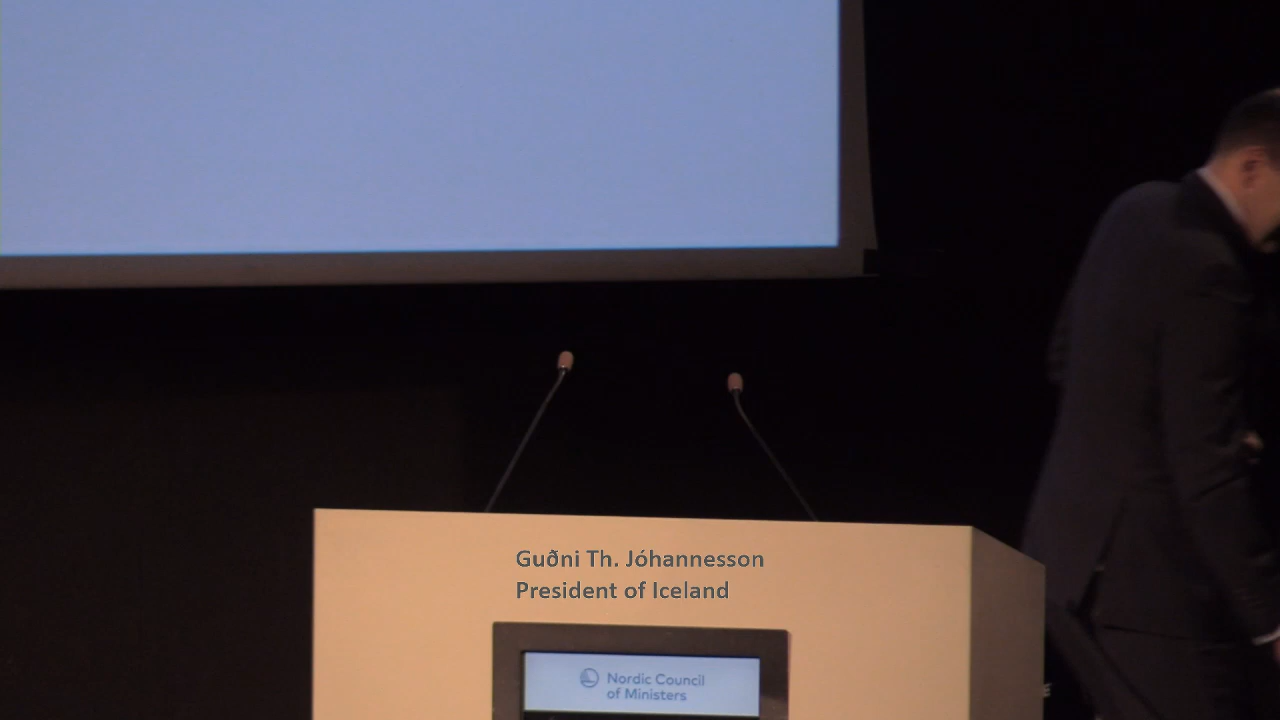 Guðni Th. Jóhannesson
President of Iceland
Nordic Council
of Ministers